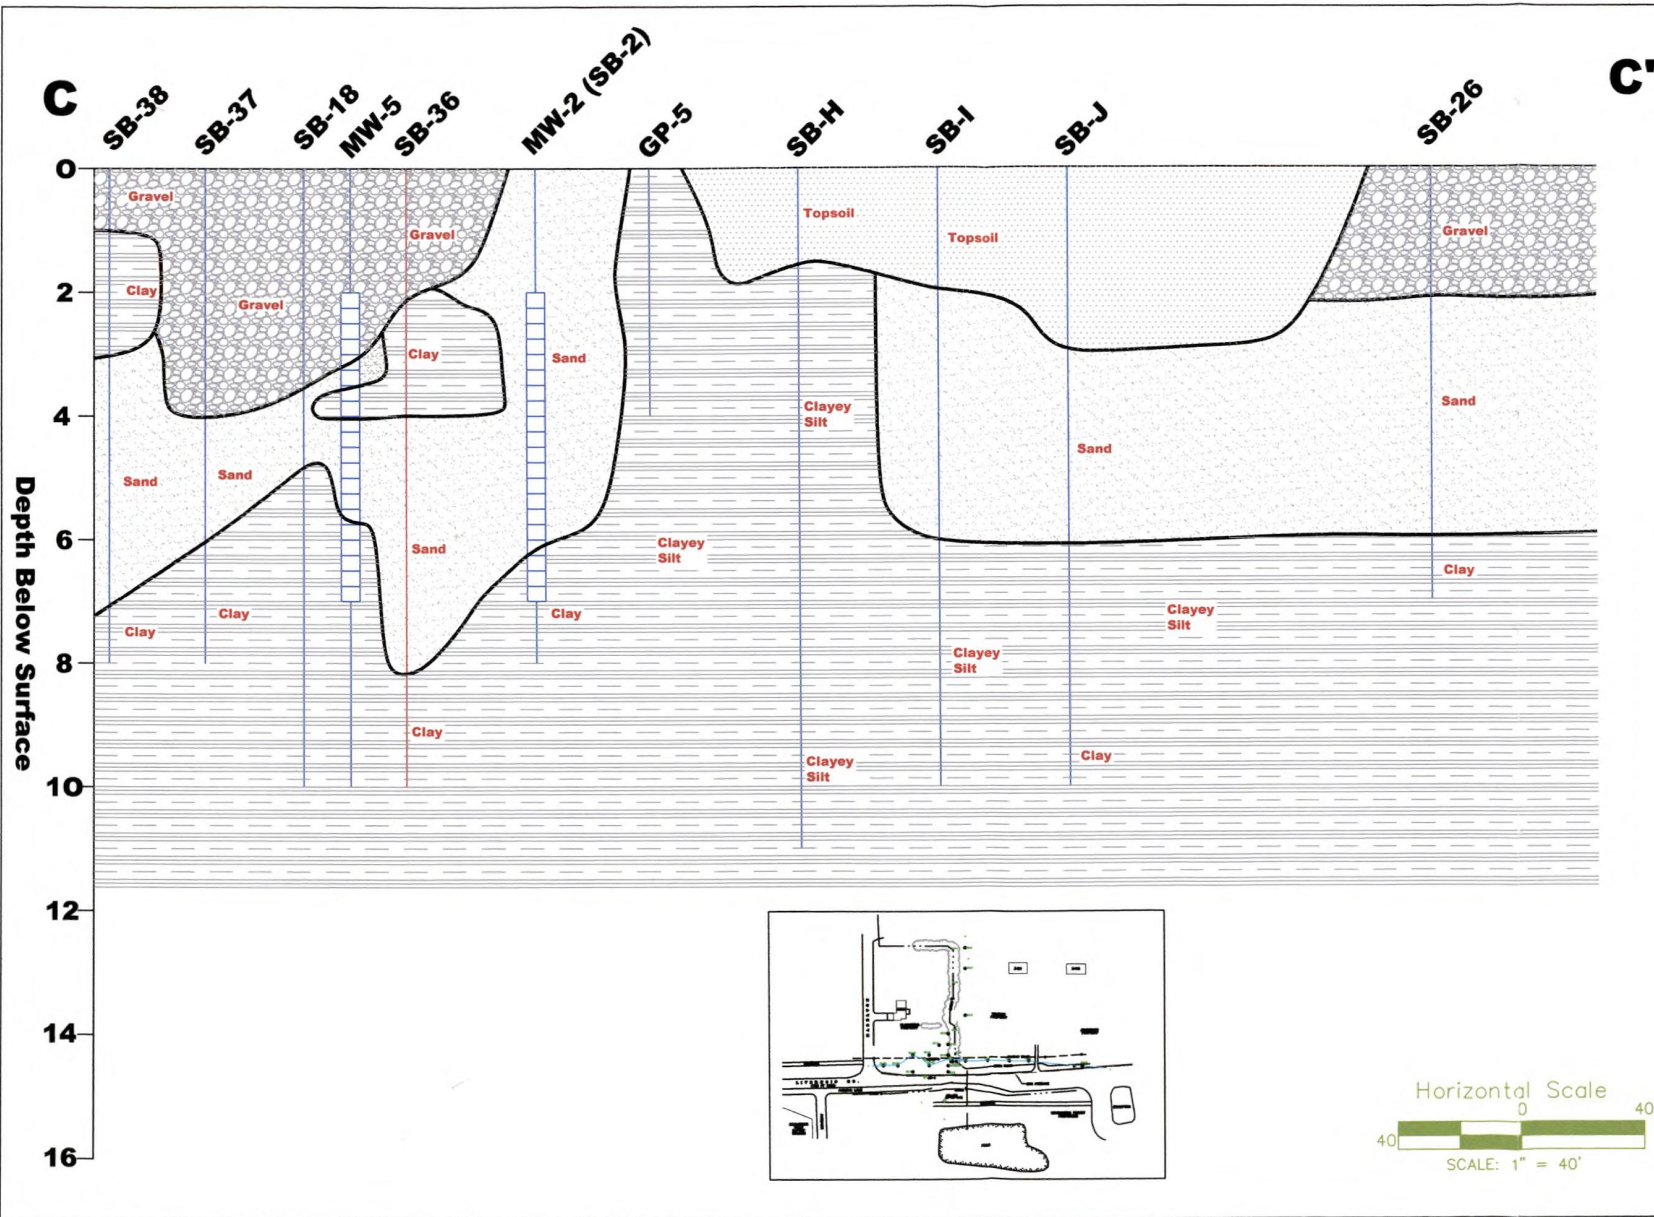 C
C'
SB-38
SB-37
SB-18
MW-5
SB-36
MW-2 (SB-2)
GP-5
SB-H
SB-I
SB-J
SB-26
Depth Below Surface
0
2
4
6
8
10
12
14
16
Gravel
Gravel
Gravel
Gravel
Topsoil
Topsoil
Clay
Clay
Sand
Clayey
Silt
Sand
Sand
Sand
Sand
Sand
Clayey
Silt
Clay
Clay
Clay
Clay
Clayey
Silt
Clayey
Silt
Clay
Clayey
Silt
Clay
Horizontal Scale
0
40
40
SCALE: 1" = 40'